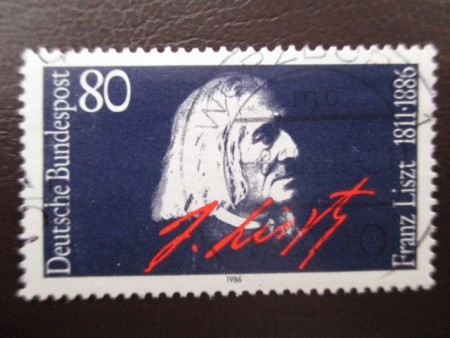 Deutsche Bundespost
80
Franz Liszt 1811·1886
F. Liszt
1986